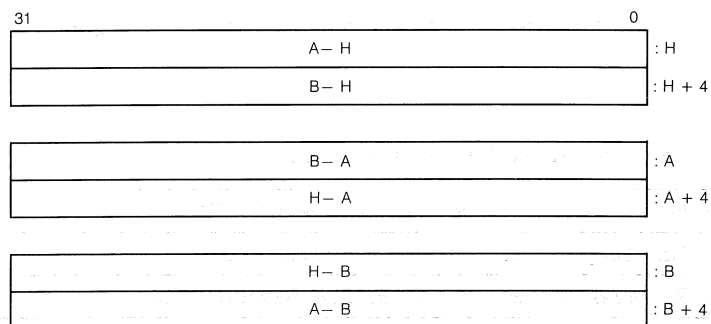 31 0
A– H : H
B– H : H + 4
B– A : A
H– A : A + 4
H– B : B
A– B : B + 4